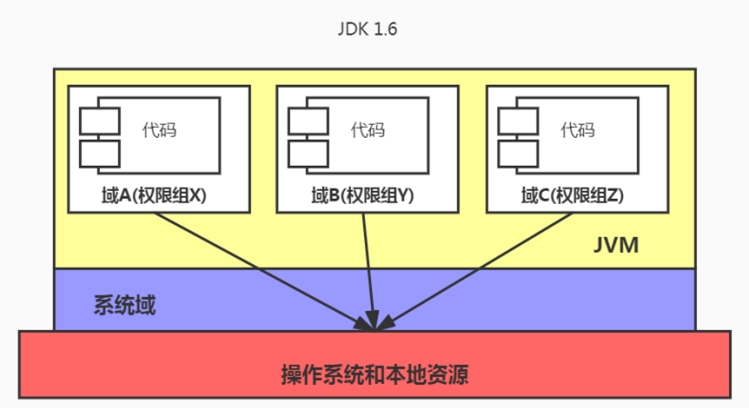 JDK 1.6
代码
代码
代码
域A(权限组X)
域B(权限组Y)
域C(权限组Z)
JVM
系统域
操作系统和本地资源